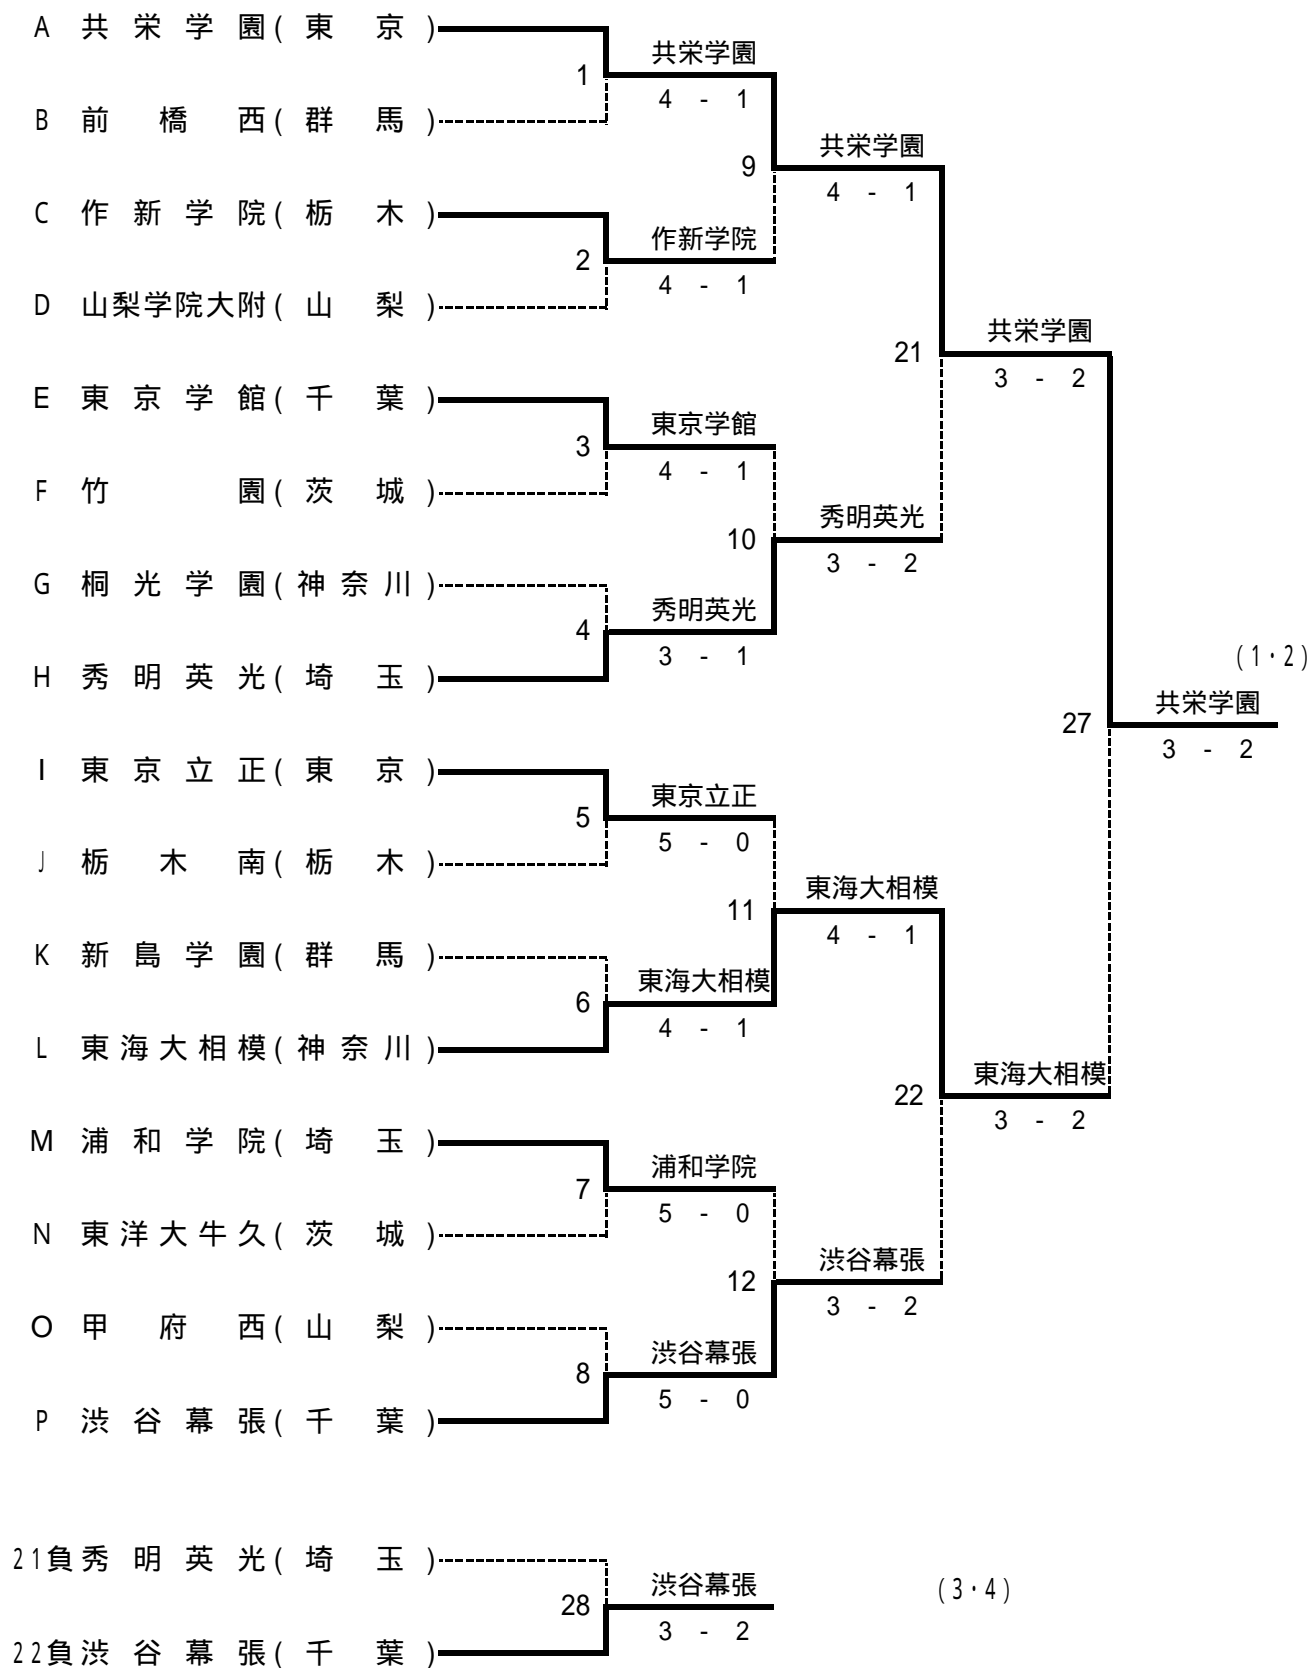 A 共栄学園(東京)
共栄学園
1
4 - 1
B 前橋西(群馬)
共栄学園
9
4 - 1
C 作新学院(栃木)
作新学院
2
4 - 1
D 山梨学院大附(山梨)
共栄学園
21
3 - 2
E 東京学館(千葉)
東京学館
3
4 - 1
F 竹園(茨城)
秀明英光
10
3 - 2
G 桐光学園(神奈川)
秀明英光
4
3 - 1
H 秀明英光(埼玉)
(1・2)
共栄学園
27
3 - 2
I 東京立正(東京)
東京立正
5
5 - 0
J 栃木南(栃木)
東海大相模
11
4 - 1
K 新島学園(群馬)
東海大相模
6
4 - 1
L 東海大相模(神奈川)
東海大相模
22
3 - 2
M 浦和学院(埼玉)
浦和学院
7
5 - 0
N 東洋大牛久(茨城)
渋谷幕張
12
3 - 2
O 甲府西(山梨)
渋谷幕張
8
5 - 0
P 渋谷幕張(千葉)
21負秀明英光(埼玉)
渋谷幕張
(3・4)
28
3 - 2
22負渋谷幕張(千葉)